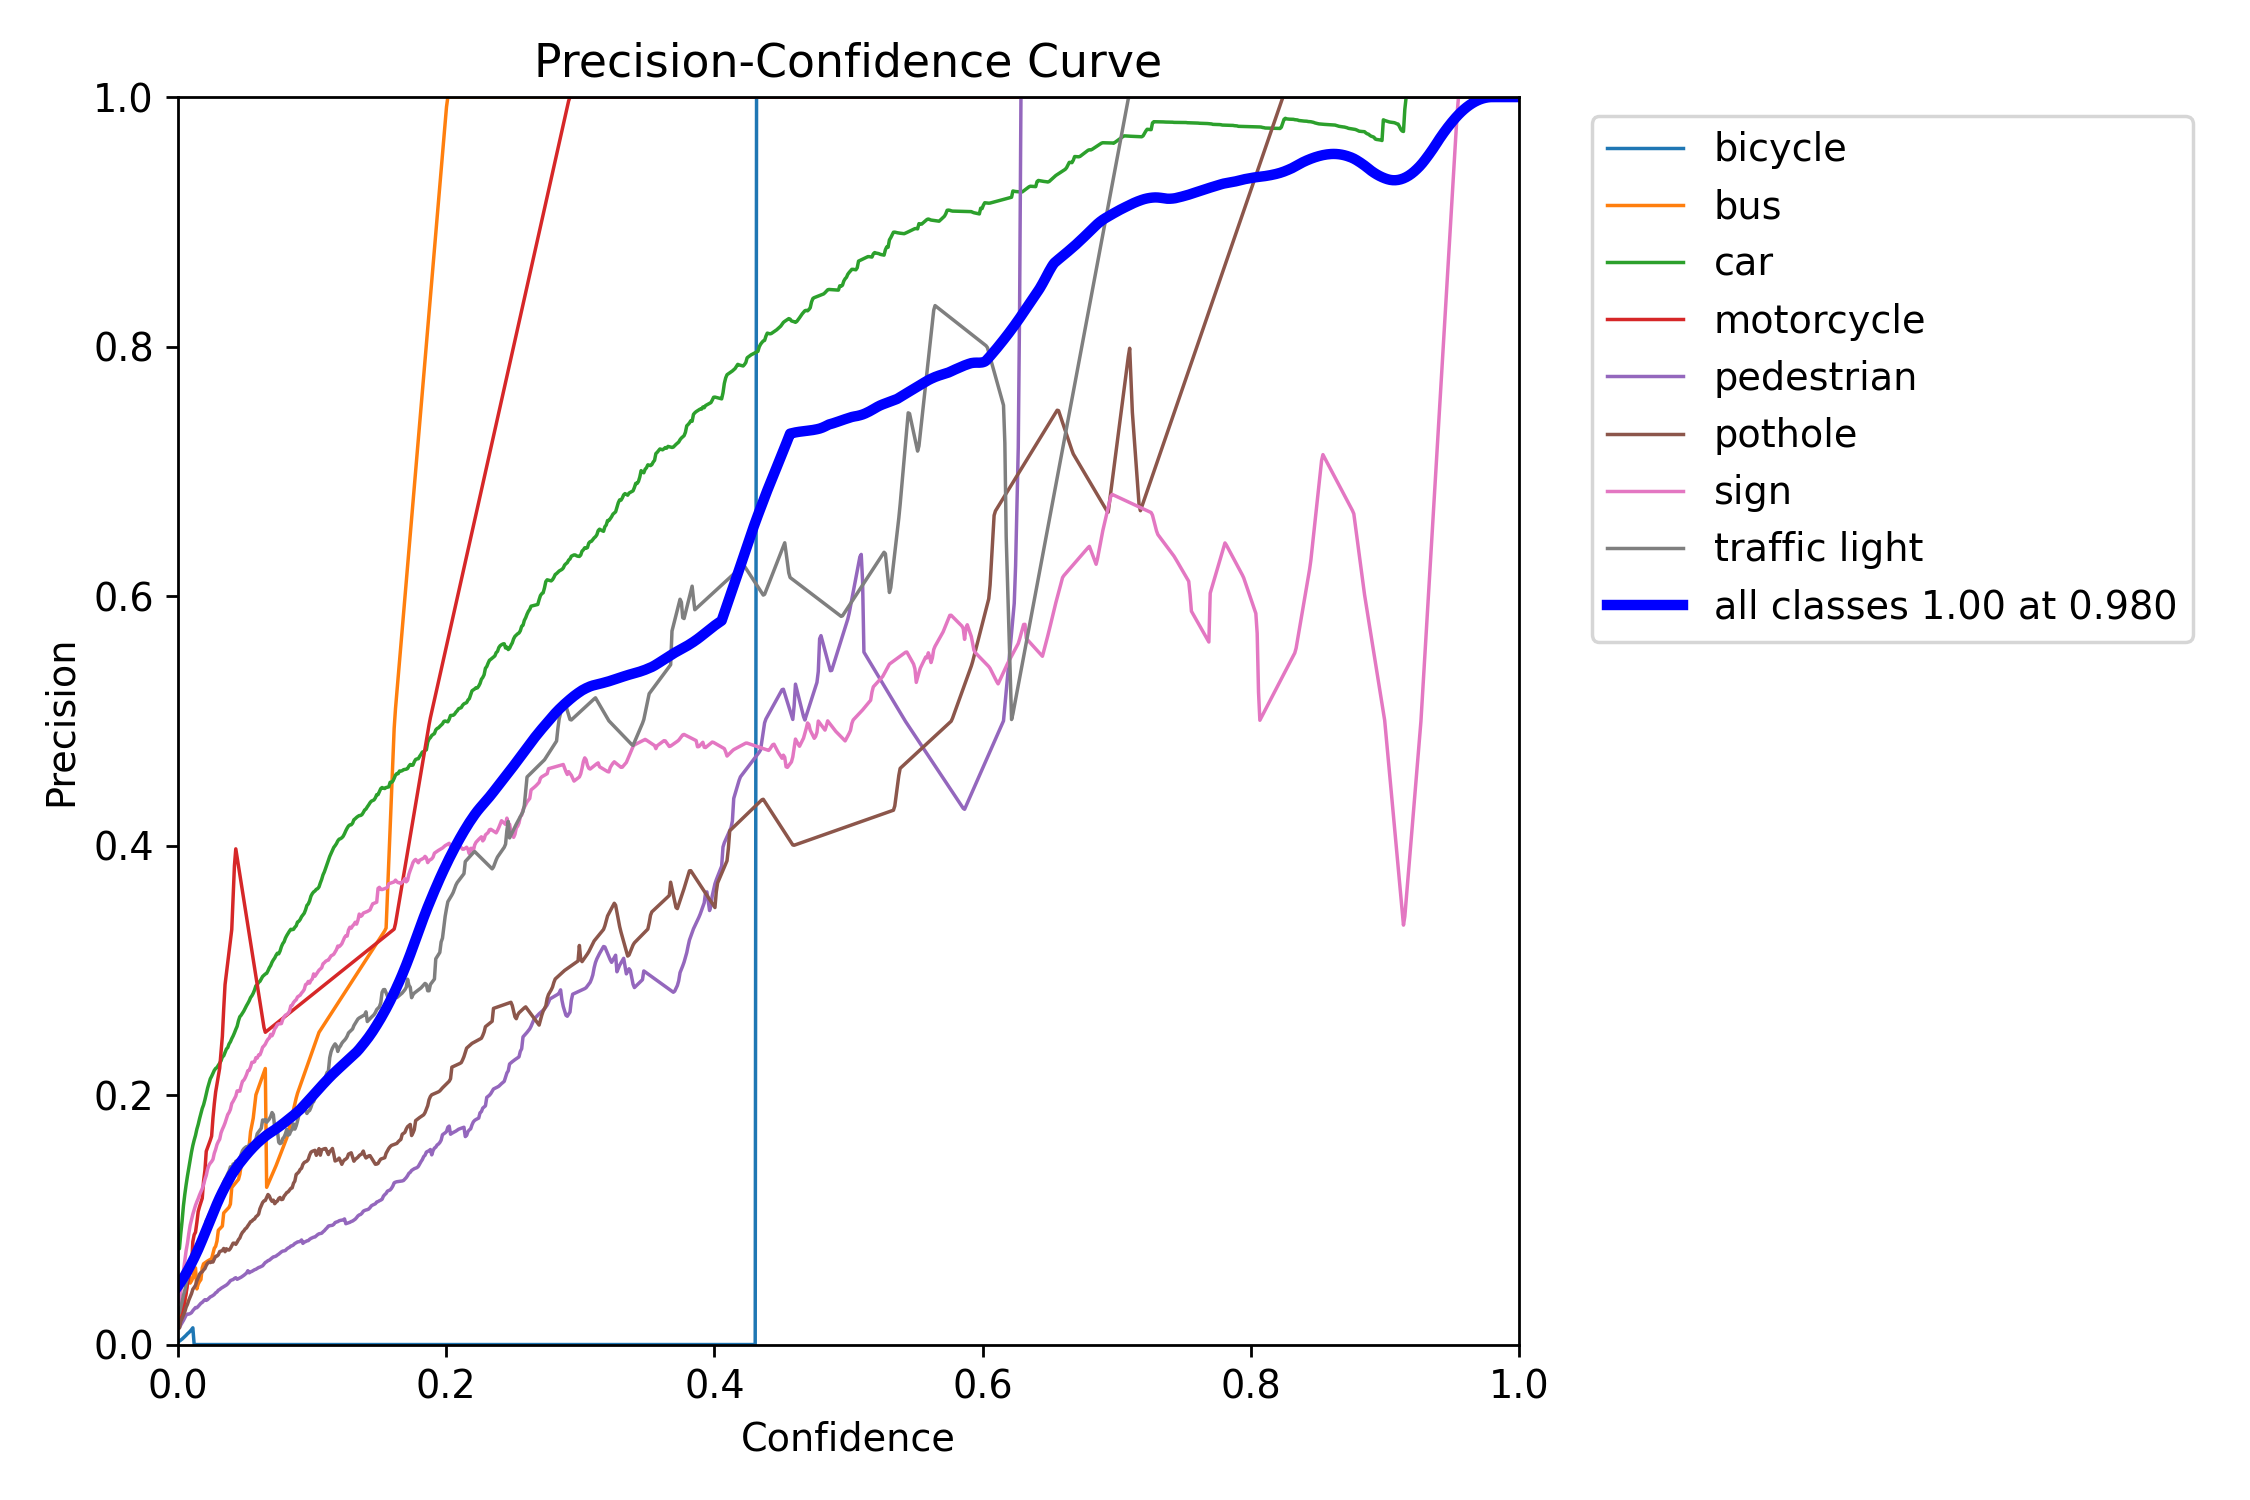 Precision-Confidence Curve
1.0
0.8
0.6
0.4
0.2
0.0
Precision
0.0 0.2 0.4 0.6 0.8 1.0
Confidence
bicycle
bus
car
motorcycle
pedestrian
pothole
sign
traffic light
all classes 1.00 at 0.980